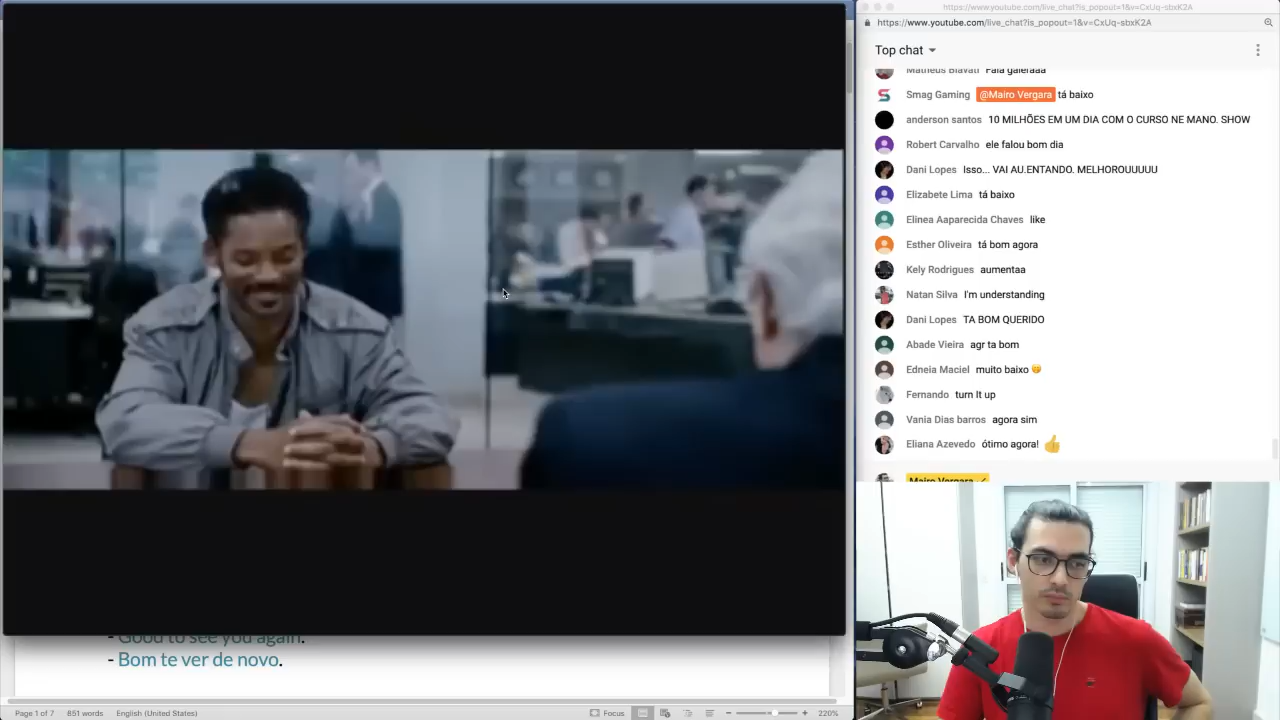 https://www.youtube.com/live_chat?is_popout=1&v=CxUq-sbxK2A
https://www.youtube.com/live_chat?is_popout=1&v=CxUq-sbxK2A
Top chat
Matheus Biavati Fala galeraaa
Smag Gaming @Mairo Vergara tá baixo
anderson santos 10 MILHÕES EM UM DIA COM O CURSO NE MANO. SHOW
Robert Carvalho ele falou bom dia
Dani Lopes Isso... VAI AU.ENTANDO. MELHOROUUUUU
Elizabete Lima tá baixo
Elinea Aaparecida Chaves like
Esther Oliveira tá bom agora
Kely Rodrigues aumentaa
Natan Silva I'm understanding
Dani Lopes TA BOM QUERIDO
Abade Vieira agr ta bom
Edneia Maciel muito baixo
Fernando turn It up
Vania Dias barros agora sim
Eliana Azevedo ótimo agora!
Mairo Vergara
- Good to see you again.
- Bom te ver de novo.
Page 1 of 7 851 words English (United States) Focus 220%